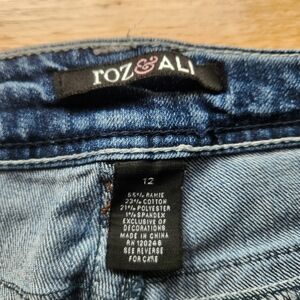 roz&ALI
12
55% RAMIE
23% COTTON
21% POLYESTER
1% SPANDEX
EXCLUSIVE OF
DECORATIONS
MADE IN CHINA
RN 120246
SEE REVERSE
FOR CARE